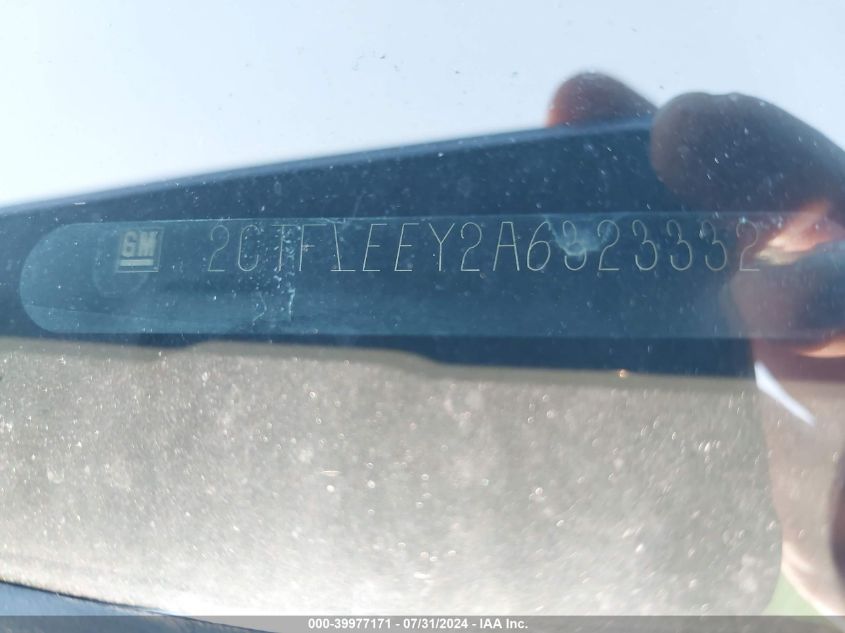 GM 2CTFLEEY2A6323332
000-39977171 - 07/31/2024 - IAA Inc.